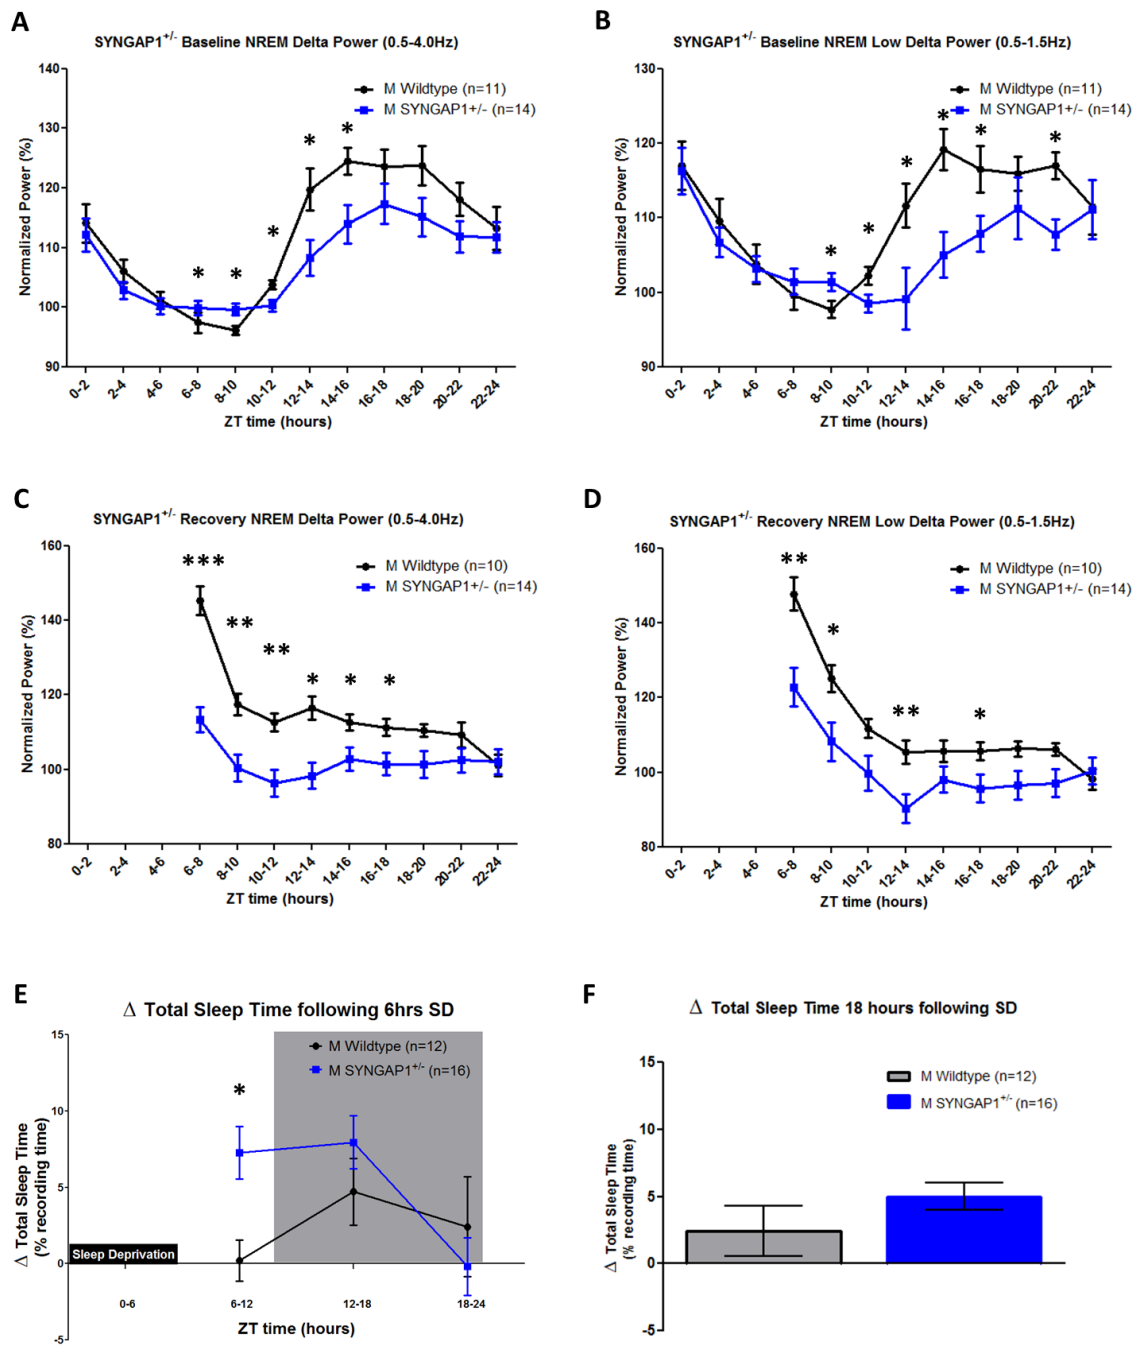 A
SYNGAP1+/- Baseline NREM Delta Power (0.5-4.0Hz)
140
130
120
110
100
90
Normalized Power (%)
M Wildtype (n=11)
M SYNGAP1+/- (n=14)
* * * * *
0-2 2-4 4-6 6-8 8-10 10-12 12-14 14-16 16-18 18-20 20-22 22-24
ZT time (hours)
B
SYNGAP1+/- Baseline NREM Low Delta Power (0.5-1.5Hz)
130
120
110
100
90
Normalized Power (%)
M Wildtype (n=11)
M SYNGAP1+/- (n=14)
* * * * * *
0-2 2-4 4-6 6-8 8-10 10-12 12-14 14-16 16-18 18-20 20-22 22-24
ZT time (hours)
C
SYNGAP1+/- Recovery NREM Delta Power (0.5-4.0Hz)
160
140
120
100
80
Normalized Power (%)
M Wildtype (n=10)
M SYNGAP1+/- (n=14)
*** ** ** * * *
0-2 2-4 4-6 6-8 8-10 10-12 12-14 14-16 16-18 18-20 20-22 22-24
ZT time (hours)
D
SYNGAP1+/- Recovery NREM Low Delta Power (0.5-1.5Hz)
160
140
120
100
80
Normalized Power (%)
M Wildtype (n=10)
M SYNGAP1+/- (n=14)
** * ** *
0-2 2-4 4-6 6-8 8-10 10-12 12-14 14-16 16-18 18-20 20-22 22-24
ZT time (hours)
E
Δ Total Sleep Time following 6hrs SD
15
10
5
0
-5
Δ Total Sleep Time
(% recording time)
M Wildtype (n=12)
M SYNGAP1+/- (n=16)
*
Sleep Deprivation
0-6 6-12 12-18 18-24
ZT time (hours)
F
Δ Total Sleep Time 18 hours following SD
15
10
5
0
-5
Δ Total Sleep Time
(% recording time)
M Wildtype (n=12)
M SYNGAP1+/- (n=16)